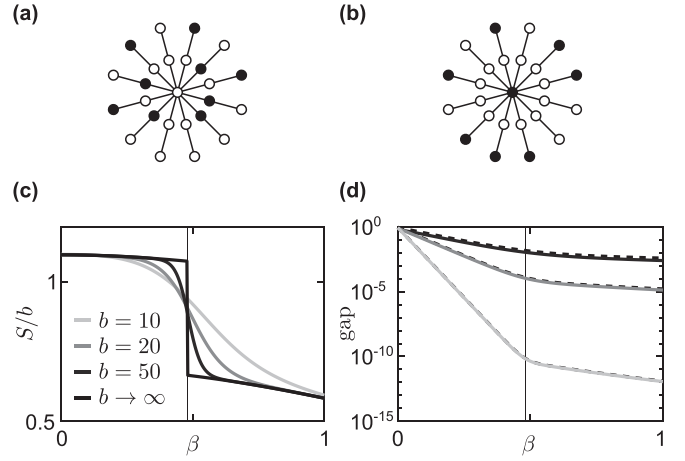 (a)
(b)
(c)
(d)
1
0.5
S/b
b = 10
b = 20
b = 50
b → ∞
0
β
1
10^0
10^-5
10^-10
10^-15
gap
0
β
1